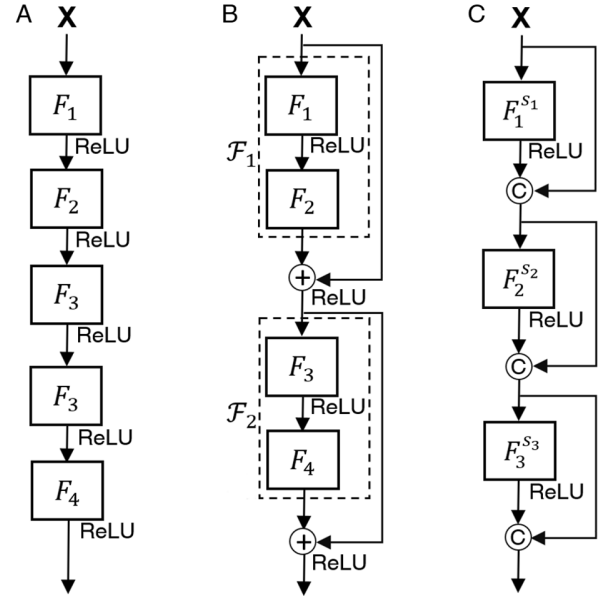 A X
F1
ReLU
F2
ReLU
F3
ReLU
F3
ReLU
F4
ReLU
B X
F1
ReLU
ℱ1
F2
+
ReLU
F3
ReLU
ℱ2
F4
+
ReLU
C X
F1^s1
ReLU
C
F2^s2
ReLU
C
F3^s3
ReLU
C